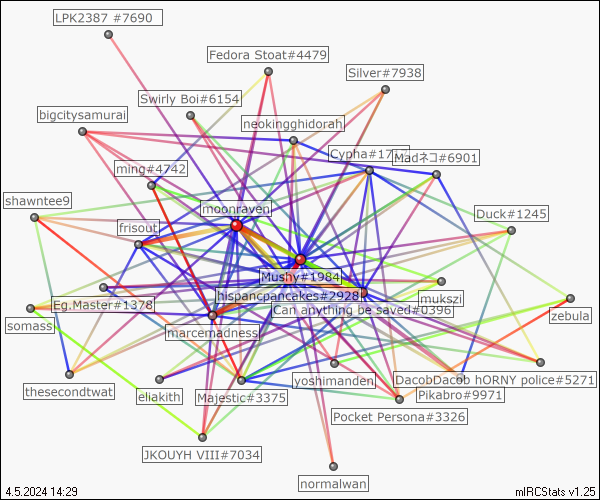 LPK2387 #7690
Fedora Stoat#4479
Silver#7938
Swirly Boi#6154
bigcitysamurai
neokingghidorah
Cypha#17
Madネコ#6901
ming#4742
shawntee9
moonraven
Duck#1245
frisout
Mushy#1984
Eg.Master#1378
hispancpancakes#2928
mukszi
Can anything be saved#0396
somass
marcemadness
zebula
thesecondtwat
eliakith
Majestic#3375
yoshimanden
DacobDacob hORNY police#5271
Pikabro#9971
Pocket Persona#3326
JKOUYH VIII#7034
normalwan
4.5.2024 14:29
mIRCStats v1.25